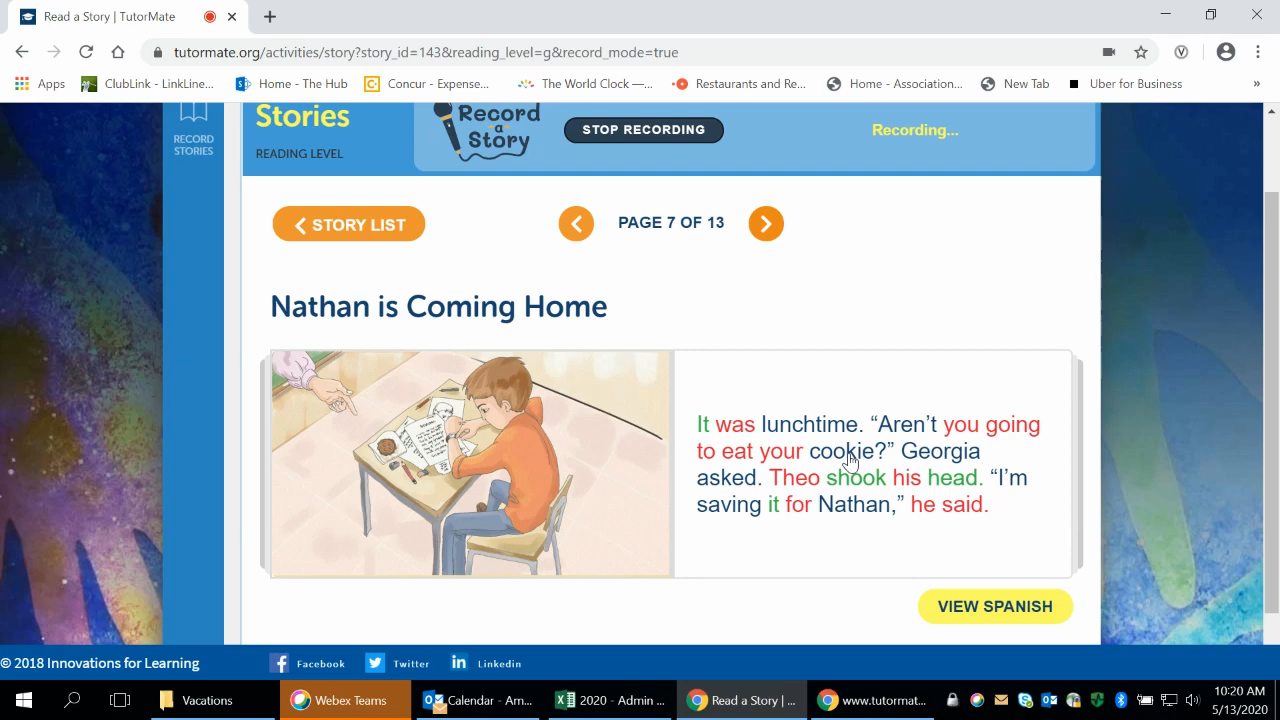 Read a Story | TutorMate
tutormate.org/activities/story?story_id=143&reading_level=g&record_mode=true
Apps ClubLink - LinkLine... Home - The Hub Concur - Expense... The World Clock —... Restaurants and Re... Home - Association... New Tab Uber for Business »
RECORD
STORIES
Stories
READING LEVEL
Record
a
Story
STOP RECORDING
Recording...
STORY LIST
PAGE 7 OF 13
Nathan is Coming Home
It was lunchtime. “Aren’t you going
to eat your cookie?” Georgia
asked. Theo shook his head. “I’m
saving it for Nathan,” he said.
VIEW SPANISH
© 2018 Innovations for Learning Facebook Twitter Linkedin
Vacations Webex Teams Calendar - Am... 2020 - Admin ... Read a Story | ... www.tutormat...
10:20 AM
5/13/2020